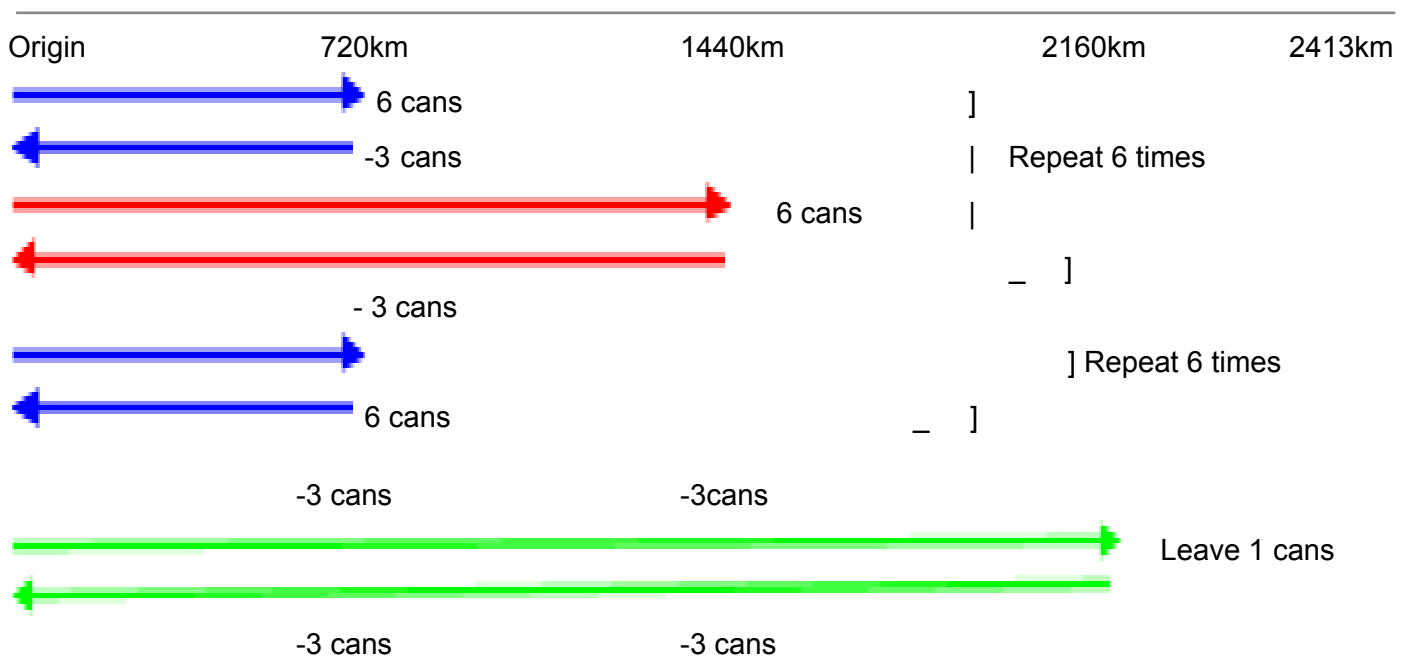 Origin 720km 1440km 2160km 2413km
6 cans ]
-3 cans | Repeat 6 times
6 cans |
_ ]
- 3 cans
] Repeat 6 times
6 cans _ ]
-3 cans -3cans
Leave 1 cans
-3 cans -3 cans